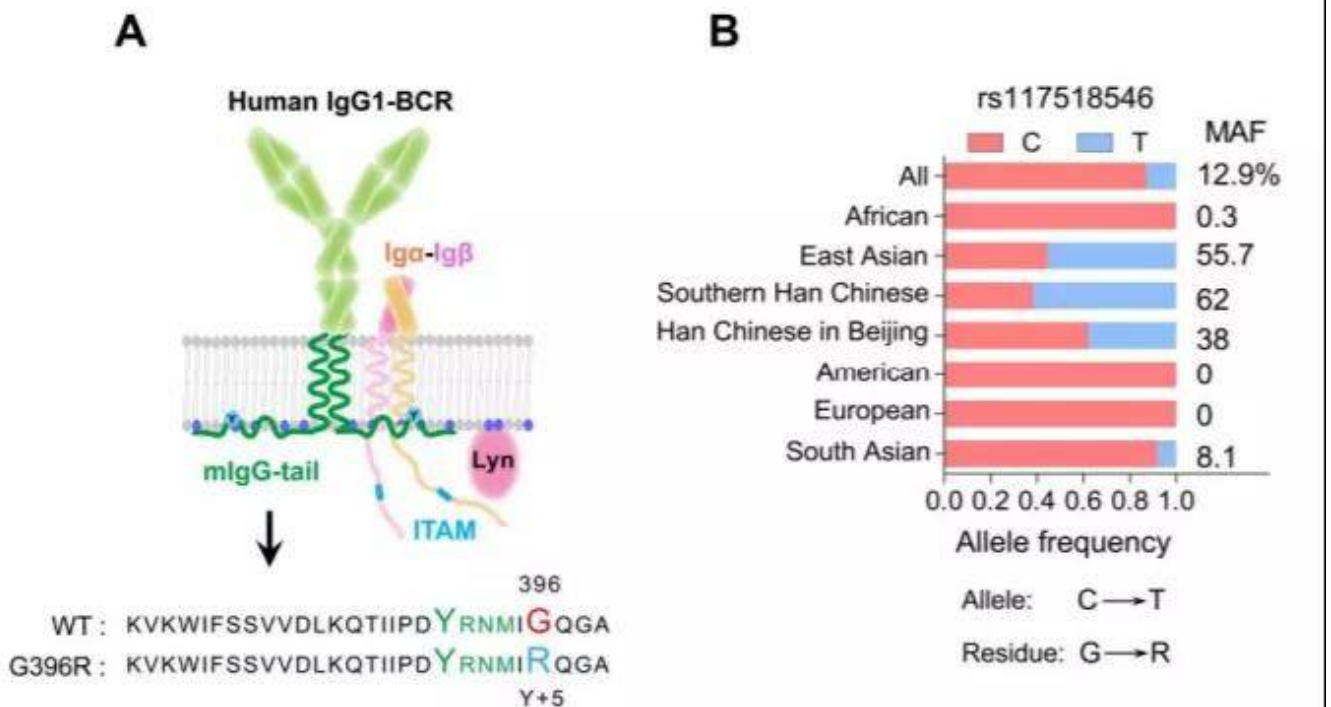 A
Human IgG1-BCR
Igα-Igβ
mIgG-tail
Lyn
ITAM
396
WT : KVKWIFSSVVDLKQTIIPDYRNMIGQGA
G396R : KVKWIFSSVVDLKQTIIPDYRNMIRQGA
Y+5
B
rs117518546
C T MAF
All 12.9%
African 0.3
East Asian 55.7
Southern Han Chinese 62
Han Chinese in Beijing 38
American 0
European 0
South Asian 8.1
0.0 0.2 0.4 0.6 0.8 1.0
Allele frequency
Allele: C→T
Residue: G→R